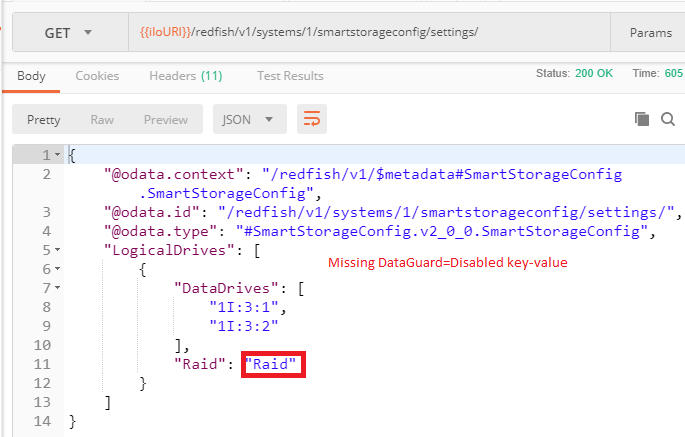 GET {{iloURI}}/redfish/v1/systems/1/smartstorageconfig/settings/ Params
Body Cookies Headers (11) Test Results Status: 200 OK Time: 605
Pretty Raw Preview JSON
1 {
2 "@odata.context": "/redfish/v1/$metadata#SmartStorageConfig
.SmartStorageConfig",
3 "@odata.id": "/redfish/v1/systems/1/smartstorageconfig/settings/",
4 "@odata.type": "#SmartStorageConfig.v2_0_0.SmartStorageConfig",
5 "LogicalDrives": [
6 { Missing DataGuard=Disabled key-value
7 "DataDrives": [
8 "1I:3:1",
9 "1I:3:2"
10 ],
11 "Raid": "Raid"
12 }
13 ]
14 }